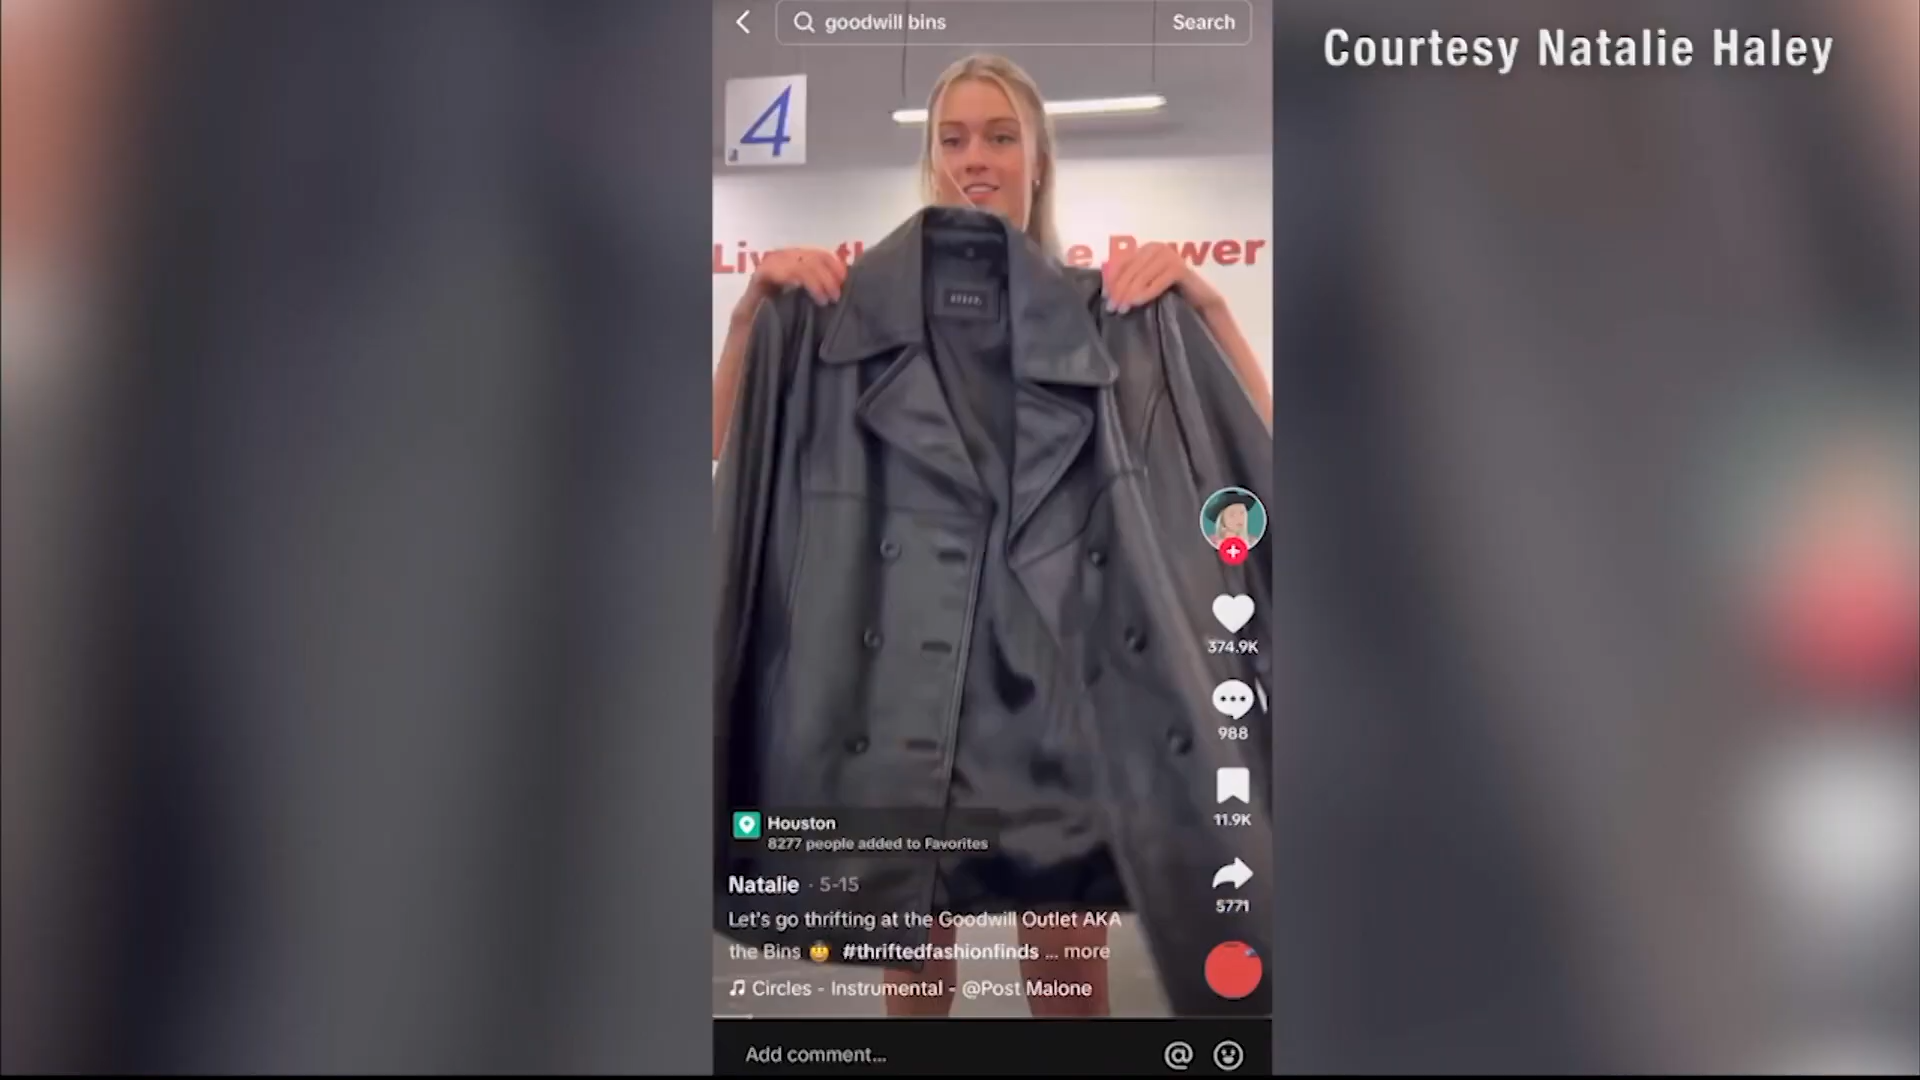 goodwill bins
Search
Courtesy Natalie Haley
4
Power
374.9K
988
11.9K
Houston
8277 people added to Favorites
Natalie · 5-15
5771
Let's go thrifting at the Goodwill Outlet AKA
the Bins 🤠 #thriftedfashionfinds ... more
Circles - Instrumental - @Post Malone
Add comment...
@